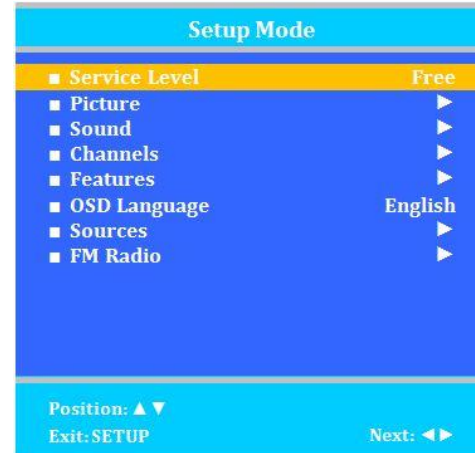 Setup Mode
■ Service Level Free
■ Picture ▶
■ Sound ▶
■ Channels ▶
■ Features ▶
■ OSD Language English
■ Sources ▶
■ FM Radio ▶
Position: ▲ ▼
Exit: SETUP Next: ◀ ▶